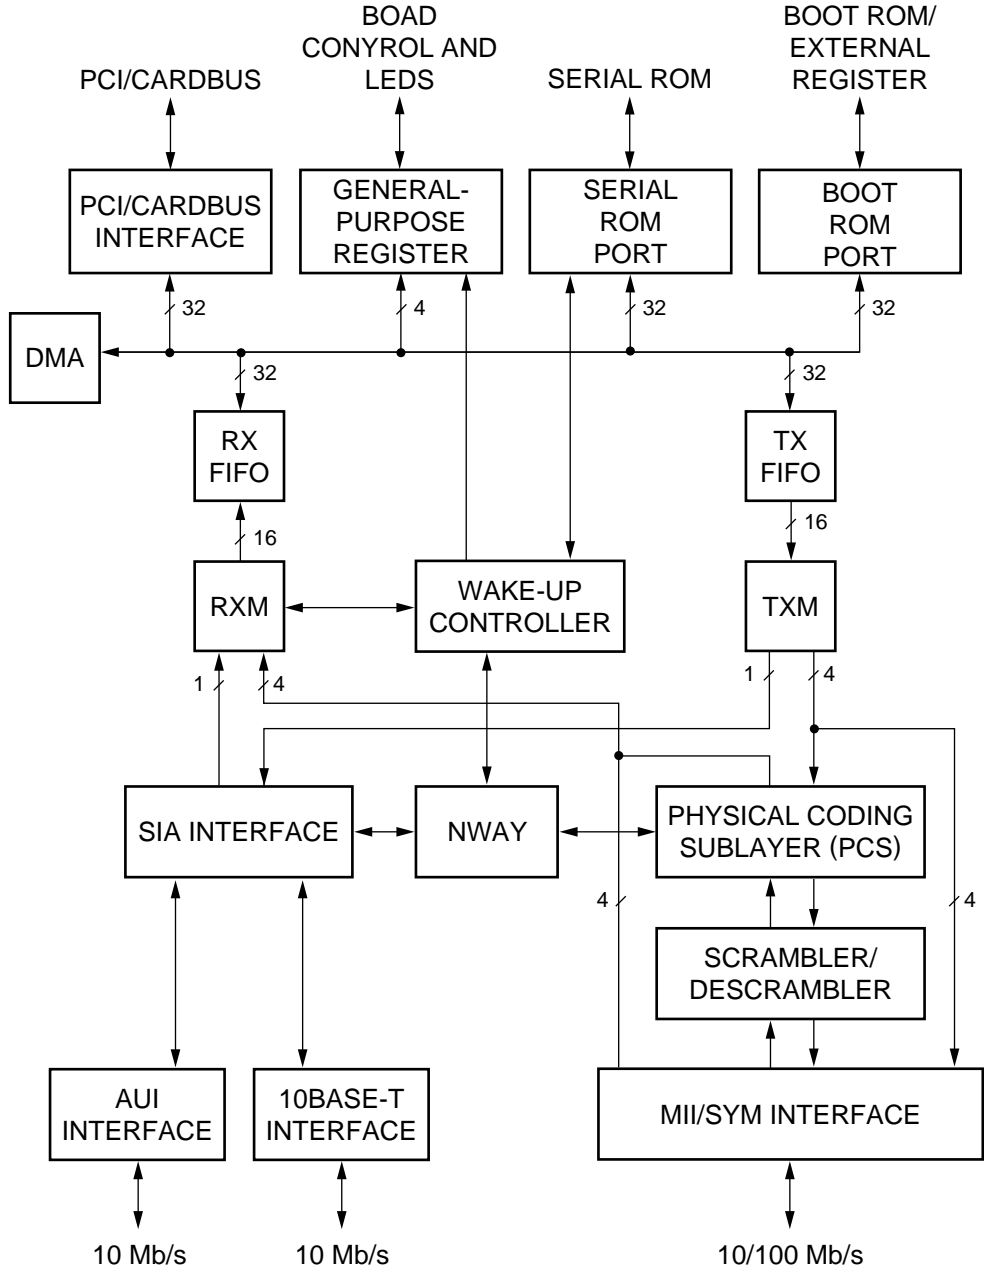 BOAD
CONYROL AND
LEDS
BOOT ROM/
EXTERNAL
REGISTER
PCI/CARDBUS
SERIAL ROM
PCI/CARDBUS
INTERFACE
GENERAL-
PURPOSE
REGISTER
SERIAL
ROM
PORT
BOOT
ROM
PORT
32
4
32
32
DMA
32
32
RX
FIFO
TX
FIFO
16
16
RXM
WAKE-UP
CONTROLLER
TXM
1
4
1
4
SIA INTERFACE
NWAY
PHYSICAL CODING
SUBLAYER (PCS)
4
4
SCRAMBLER/
DESCRAMBLER
AUI
INTERFACE
10BASE-T
INTERFACE
MII/SYM INTERFACE
10 Mb/s
10 Mb/s
10/100 Mb/s